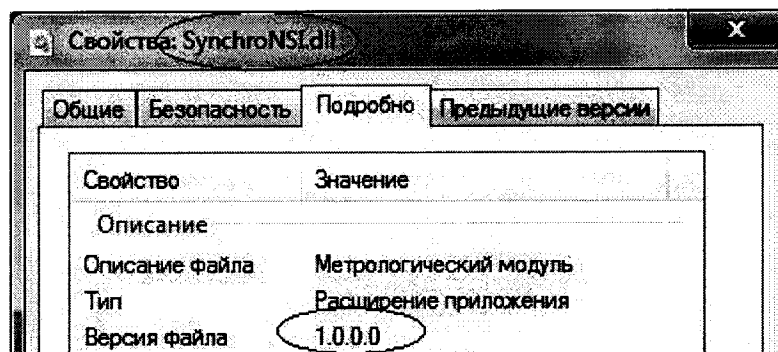 Свойства: SynchroNSI.dll
Общие Безопасность Подробно Предыдущие версии
Свойство Значение
Описание
Описание файла Метрологический модуль
Тип Расширение приложения
Версия файла 1.0.0.0